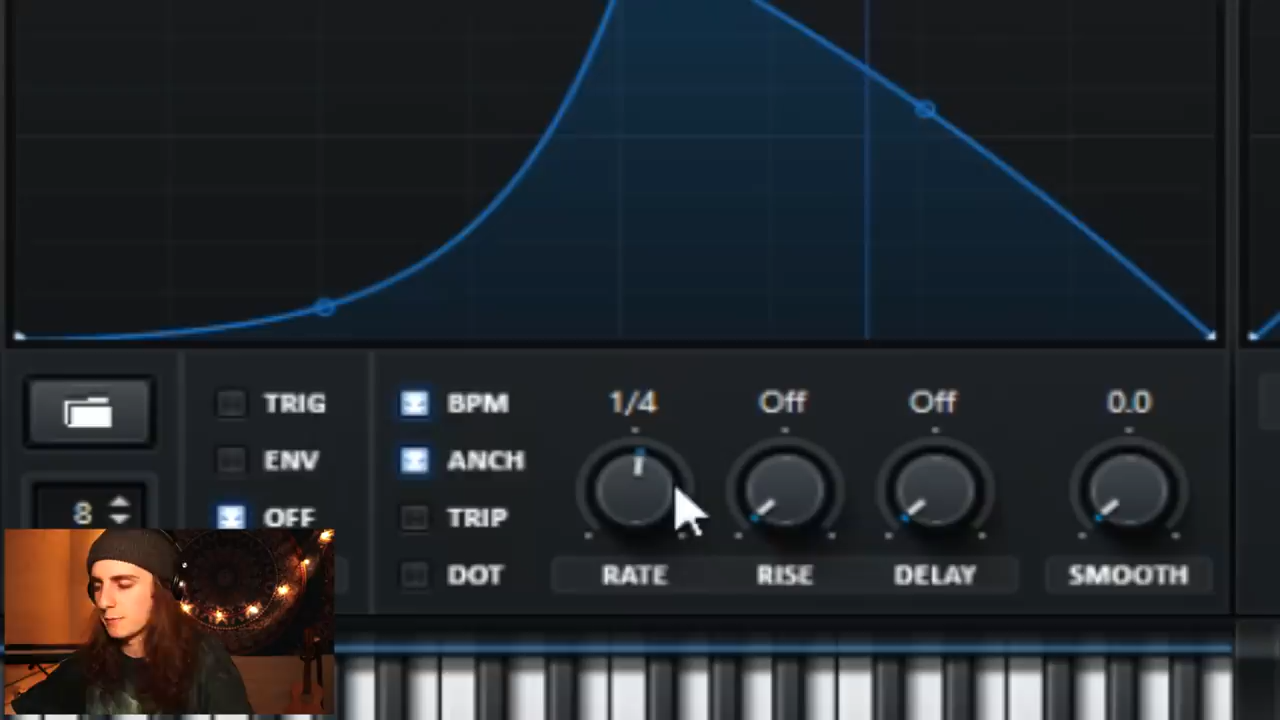 1/4 Off Off 0.0
TRIG BPM
ENV ANCH
8 OFF TRIP
DOT RATE RISE DELAY SMOOTH